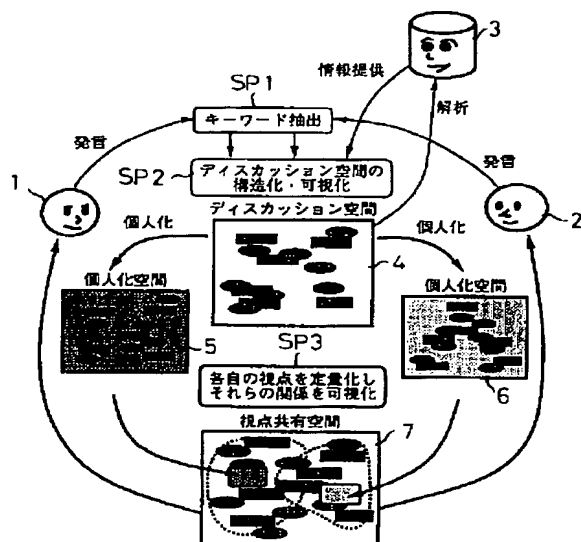 3
情報提供
SP1
解析
キーワード抽出
発言
発言
1
SP2
ディスカッション空間の
構造化・可視化
2
ディスカッション空間
個人化
個人化
4
個人化空間
個人化空間
5
6
SP3
各自の視点を定量化し
それらの関係を可視化
視点共有空間
7